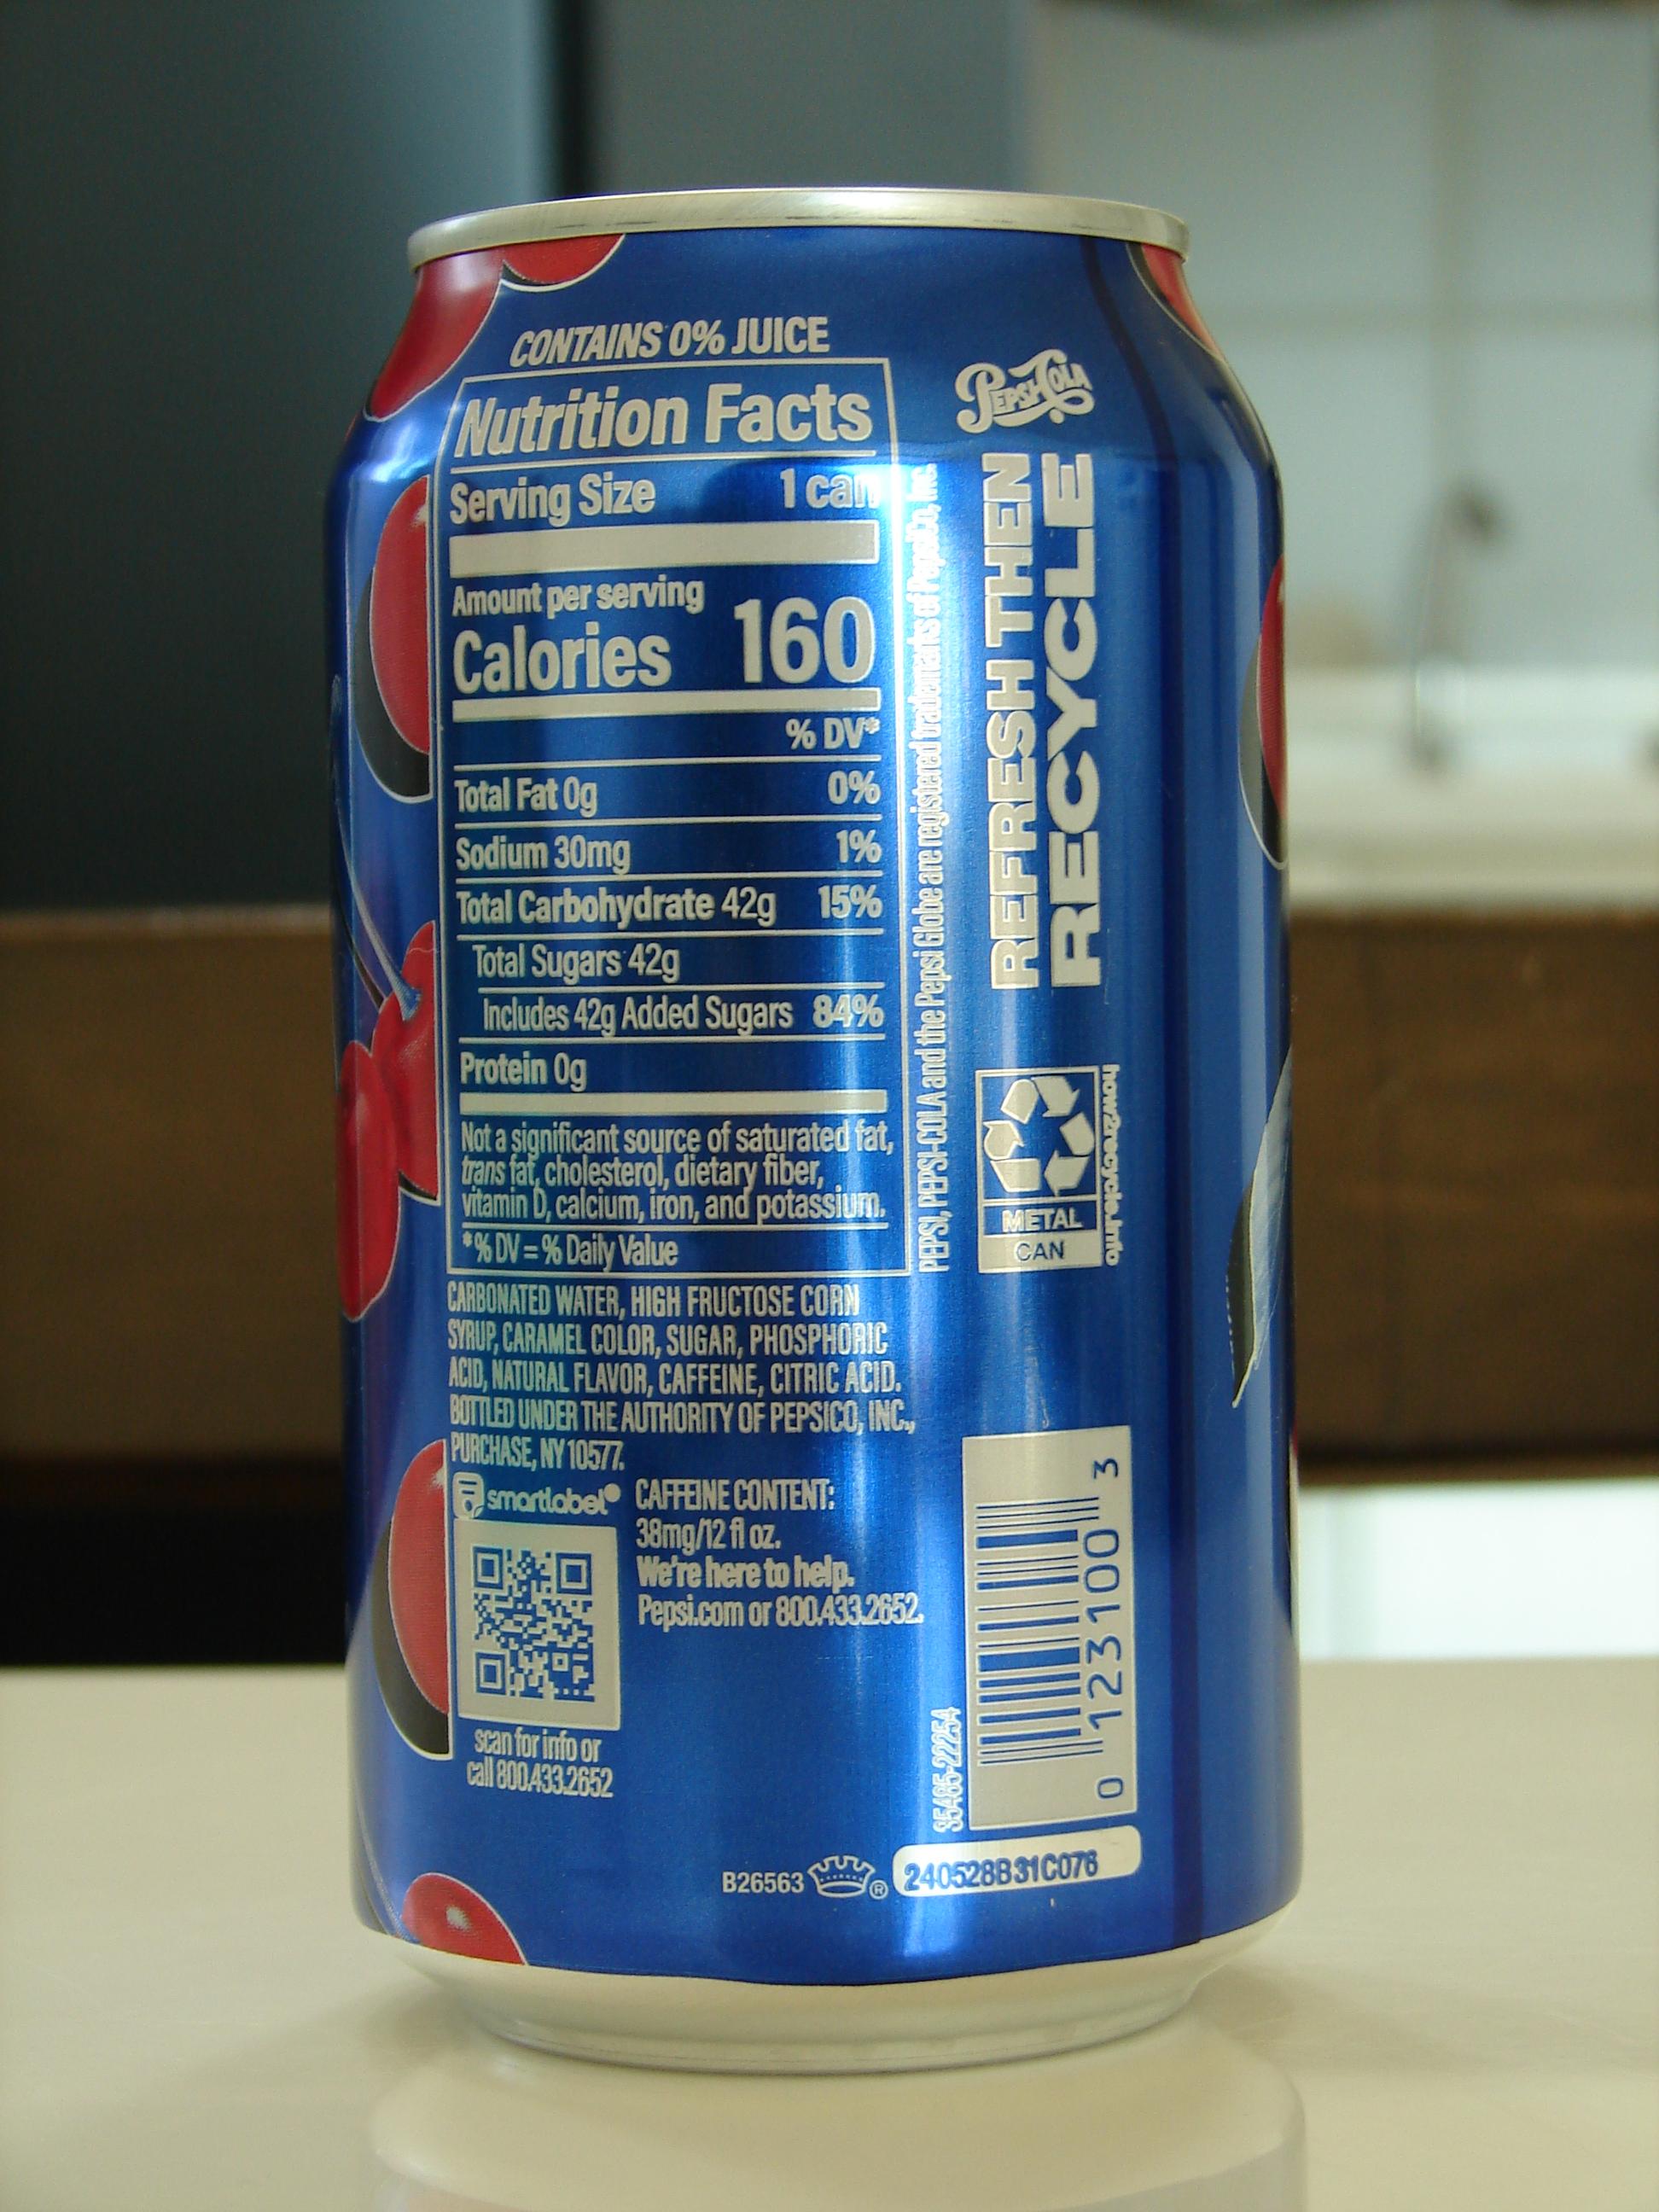 CONTAINS 0% JUICE
Nutrition Facts
Serving Size 1 can
Amount per serving
Calories 160
% DV*
Total Fat 0g 0%
Sodium 30mg 1%
Total Carbohydrate 42g 15%
Total Sugars 42g
Includes 42g Added Sugars 84%
Protein 0g
Not a significant source of saturated fat,
trans fat, cholesterol, dietary fiber,
vitamin D, calcium, iron, and potassium.
*% DV = % Daily Value
CARBONATED WATER, HIGH FRUCTOSE CORN
SYRUP, CARAMEL COLOR, SUGAR, PHOSPHORIC
ACID, NATURAL FLAVOR, CAFFEINE, CITRIC ACID.
BOTTLED UNDER THE AUTHORITY OF PEPSICO, INC.,
PURCHASE, NY 10577.
smartlabel
CAFFEINE CONTENT:
38mg/12 fl oz.
We're here to help.
Pepsi.com or 800.433.2652.
scan for info or
call 800.433.2652
PEPSI, PEPSI-COLA and the Pepsi Globe are registered trademarks of PepsiCo, Inc.
PEPSI COLA
REFRESH THEN
RECYCLE
METAL
CAN
how2recycle.info
35485-22254
0 123100 3
B26563 ®
240528B31C076